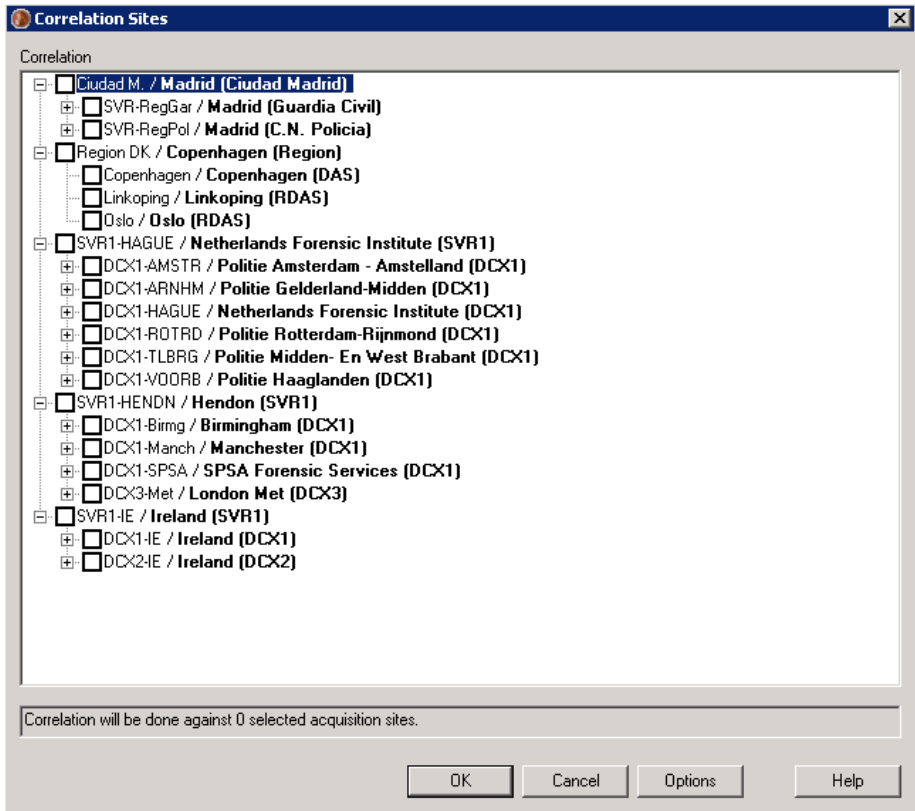 Correlation Sites
Correlation
Ciudad M. / Madrid (Ciudad Madrid)
SVR-RegGar / Madrid (Guardia Civil)
SVR-RegPol / Madrid (C.N. Policia)
Region DK / Copenhagen (Region)
Copenhagen / Copenhagen (DAS)
Linkoping / Linkoping (RDAS)
Oslo / Oslo (RDAS)
SVR1-HAGUE / Netherlands Forensic Institute (SVR1)
DCX1-AMSTR / Politie Amsterdam - Amstelland (DCX1)
DCX1-ARNHM / Politie Gelderland-Midden (DCX1)
DCX1-HAGUE / Netherlands Forensic Institute (DCX1)
DCX1-ROTRD / Politie Rotterdam-Rijnmond (DCX1)
DCX1-TLBRG / Politie Midden- En West Brabant (DCX1)
DCX1-VOORB / Politie Haaglanden (DCX1)
SVR1-HENDN / Hendon (SVR1)
DCX1-Birmg / Birmingham (DCX1)
DCX1-Manch / Manchester (DCX1)
DCX1-SPSA / SPSA Forensic Services (DCX1)
DCX3-Met / London Met (DCX3)
SVR1-IE / Ireland (SVR1)
DCX1-IE / Ireland (DCX1)
DCX2-IE / Ireland (DCX2)
Correlation will be done against 0 selected acquisition sites.
OK Cancel Options Help